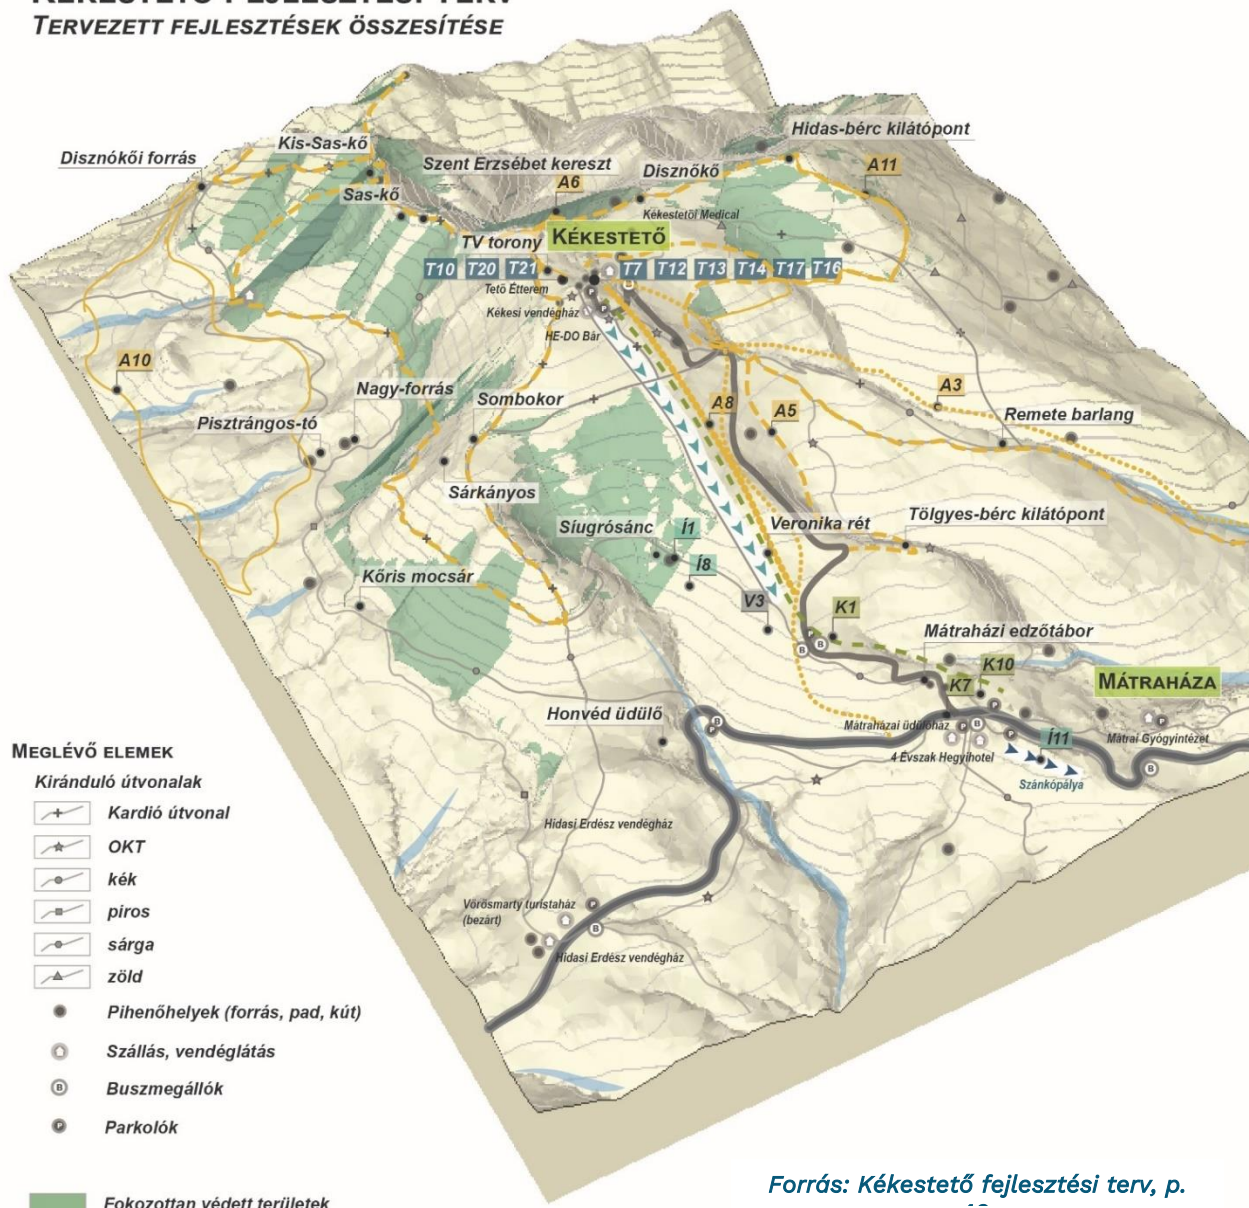 TERVEZETT FEJLESZTÉSEK ÖSSZESÍTÉSE
Hidas-bérc kilátópont
Kis-Sas-kő
Disznókői forrás
Szent Erzsébet kereszt
Disznókő
A11
Sas-kő
A6
Kékestetői Medical
TV torony
KÉKESTETŐ
T10 T20 T21 T7 T12 T13 T14 T17 T16
Tető Étterem
Kékesi vendégház
HE-DO Bár
A10
Nagy-forrás
Sombokor
A8
A5
A3
Remete barlang
Pisztrángos-tó
Sárkányos
Síugrósánc
Í1
Veronika rét
Tölgyes-bérc kilátópont
Í8
Kőris mocsár
V3
K1
Mátraházi edzőtábor
K10
K7
MÁTRAHÁZA
Honvéd üdülő
Mátraházai üdülőház
Í11
Mátrai Gyógyintézet
4 Évszak Hegyihotel
Szánkópálya
Hidasi Erdész vendégház
Vörösmarty turistaház
(bezárt)
Hidasi Erdész vendégház
MEGLÉVŐ ELEMEK
Kiránduló útvonalak
Kardió útvonal
OKT
kék
piros
sárga
zöld
Pihenőhelyek (forrás, pad, kút)
Szállás, vendéglátás
B Buszmegállók
P Parkolók
Fokozottan védett területek
Forrás: Kékestető fejlesztési terv, p.